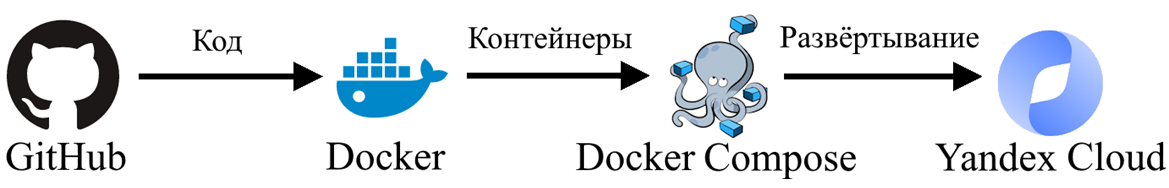 Код
Контейнеры
Развёртывание
GitHub
Docker
Docker Compose
Yandex Cloud